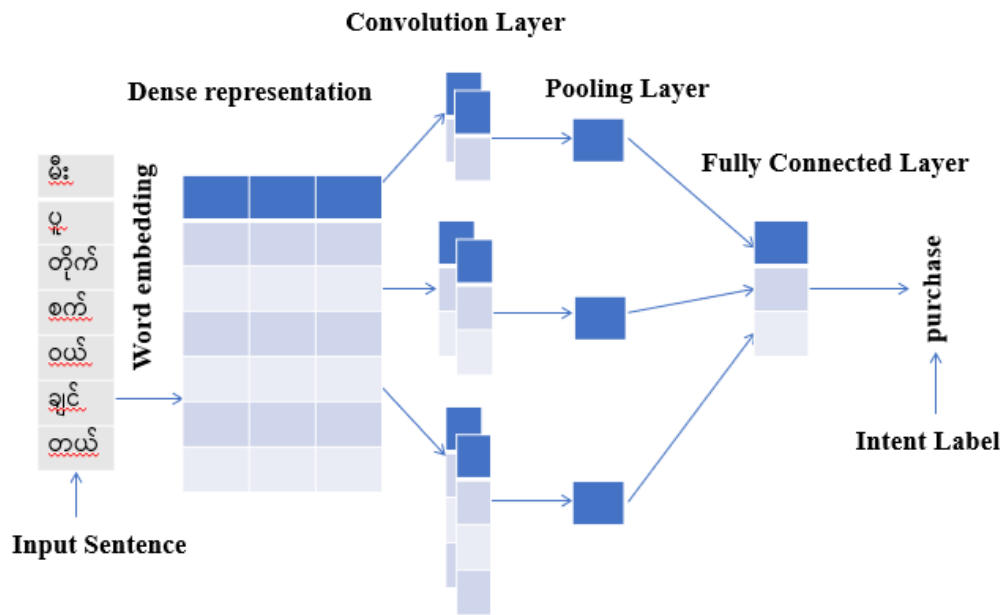 Convolution Layer
Dense representation
Pooling Layer
Fully Connected Layer
မီး
ပူ
တိုက်
စက်
ဝယ်
ချင်
တယ်
Word embedding
purchase
Intent Label
Input Sentence